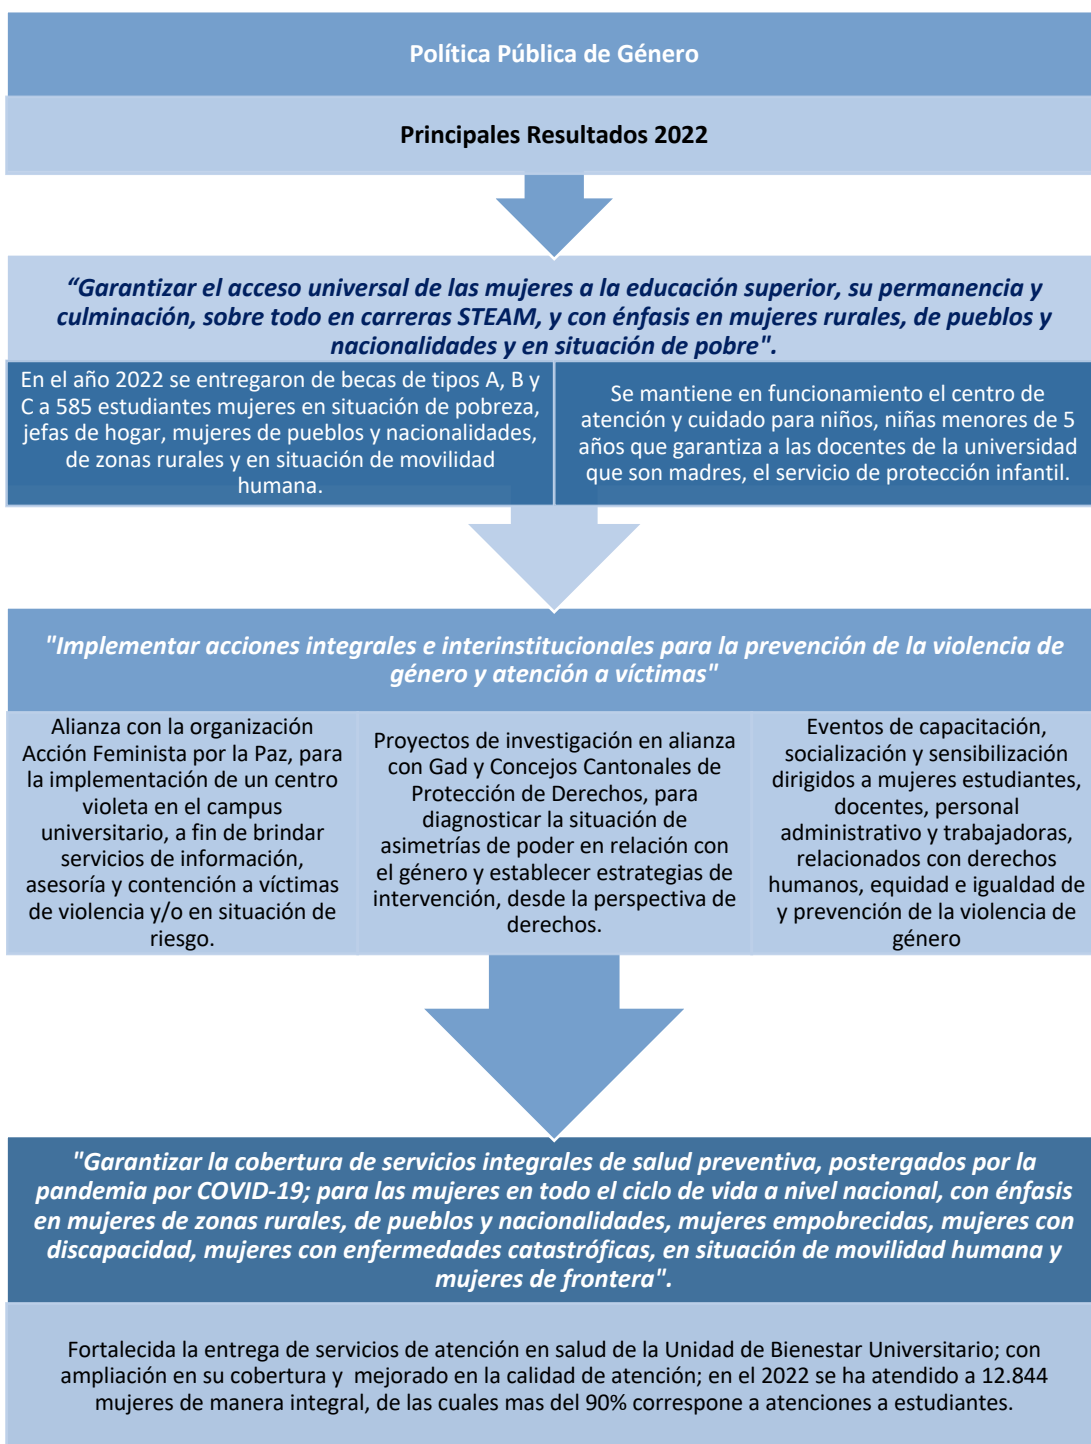 Política Pública de Género
Principales Resultados 2022
“Garantizar el acceso universal de las mujeres a la educación superior, su permanencia y
culminación, sobre todo en carreras STEAM, y con énfasis en mujeres rurales, de pueblos y
nacionalidades y en situación de pobre".
En el año 2022 se entregaron de becas de tipos A, B y
C a 585 estudiantes mujeres en situación de pobreza,
jefas de hogar, mujeres de pueblos y nacionalidades,
de zonas rurales y en situación de movilidad
humana.
Se mantiene en funcionamiento el centro de
atención y cuidado para niños, niñas menores de 5
años que garantiza a las docentes de la universidad
que son madres, el servicio de protección infantil.
"Implementar acciones integrales e interinstitucionales para la prevención de la violencia de
género y atención a víctimas"
Alianza con la organización
Acción Feminista por la Paz, para
la implementación de un centro
violeta en el campus
universitario, a fin de brindar
servicios de información,
asesoría y contención a víctimas
de violencia y/o en situación de
riesgo.
Proyectos de investigación en alianza
con Gad y Concejos Cantonales de
Protección de Derechos, para
diagnosticar la situación de
asimetrías de poder en relación con
el género y establecer estrategias de
intervención, desde la perspectiva de
derechos.
Eventos de capacitación,
socialización y sensibilización
dirigidos a mujeres estudiantes,
docentes, personal
administrativo y trabajadoras,
relacionados con derechos
humanos, equidad e igualdad de
y prevención de la violencia de
género
"Garantizar la cobertura de servicios integrales de salud preventiva, postergados por la
pandemia por COVID-19; para las mujeres en todo el ciclo de vida a nivel nacional, con énfasis
en mujeres de zonas rurales, de pueblos y nacionalidades, mujeres empobrecidas, mujeres con
discapacidad, mujeres con enfermedades catastróficas, en situación de movilidad humana y
mujeres de frontera".
Fortalecida la entrega de servicios de atención en salud de la Unidad de Bienestar Universitario; con
ampliación en su cobertura y mejorado en la calidad de atención; en el 2022 se ha atendido a 12.844
mujeres de manera integral, de las cuales mas del 90% correspone a atenciones a estudiantes.